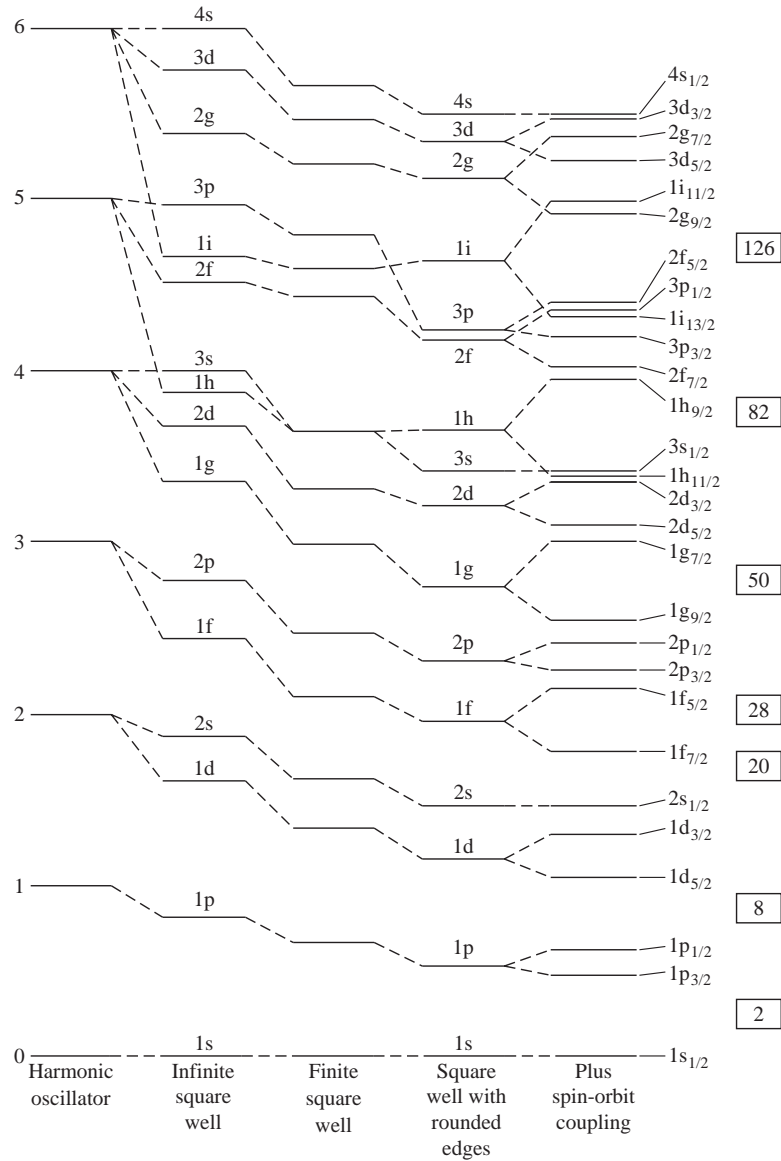 6
4s
3d
2g
5
3p
1i
2f
4
3s
1h
2d
1g
3
2p
1f
2
2s
1d
1
1p
0
1s
4s
3d
2g
1i
3p
2f
1h
3s
2d
1g
2p
1f
2s
1d
1p
1s
4s1/2
3d3/2
2g7/2
3d5/2
1i11/2
2g9/2
126
2f5/2
3p1/2
1i13/2
3p3/2
2f7/2
1h9/2
82
3s1/2
1h11/2
2d3/2
2d5/2
1g7/2
50
1g9/2
2p1/2
2p3/2
1f5/2
28
1f7/2
20
2s1/2
1d3/2
1d5/2
8
1p1/2
1p3/2
2
1s1/2
Harmonic
oscillator
Infinite
square
well
Finite
square
well
Square
well with
rounded
edges
Plus
spin-orbit
coupling